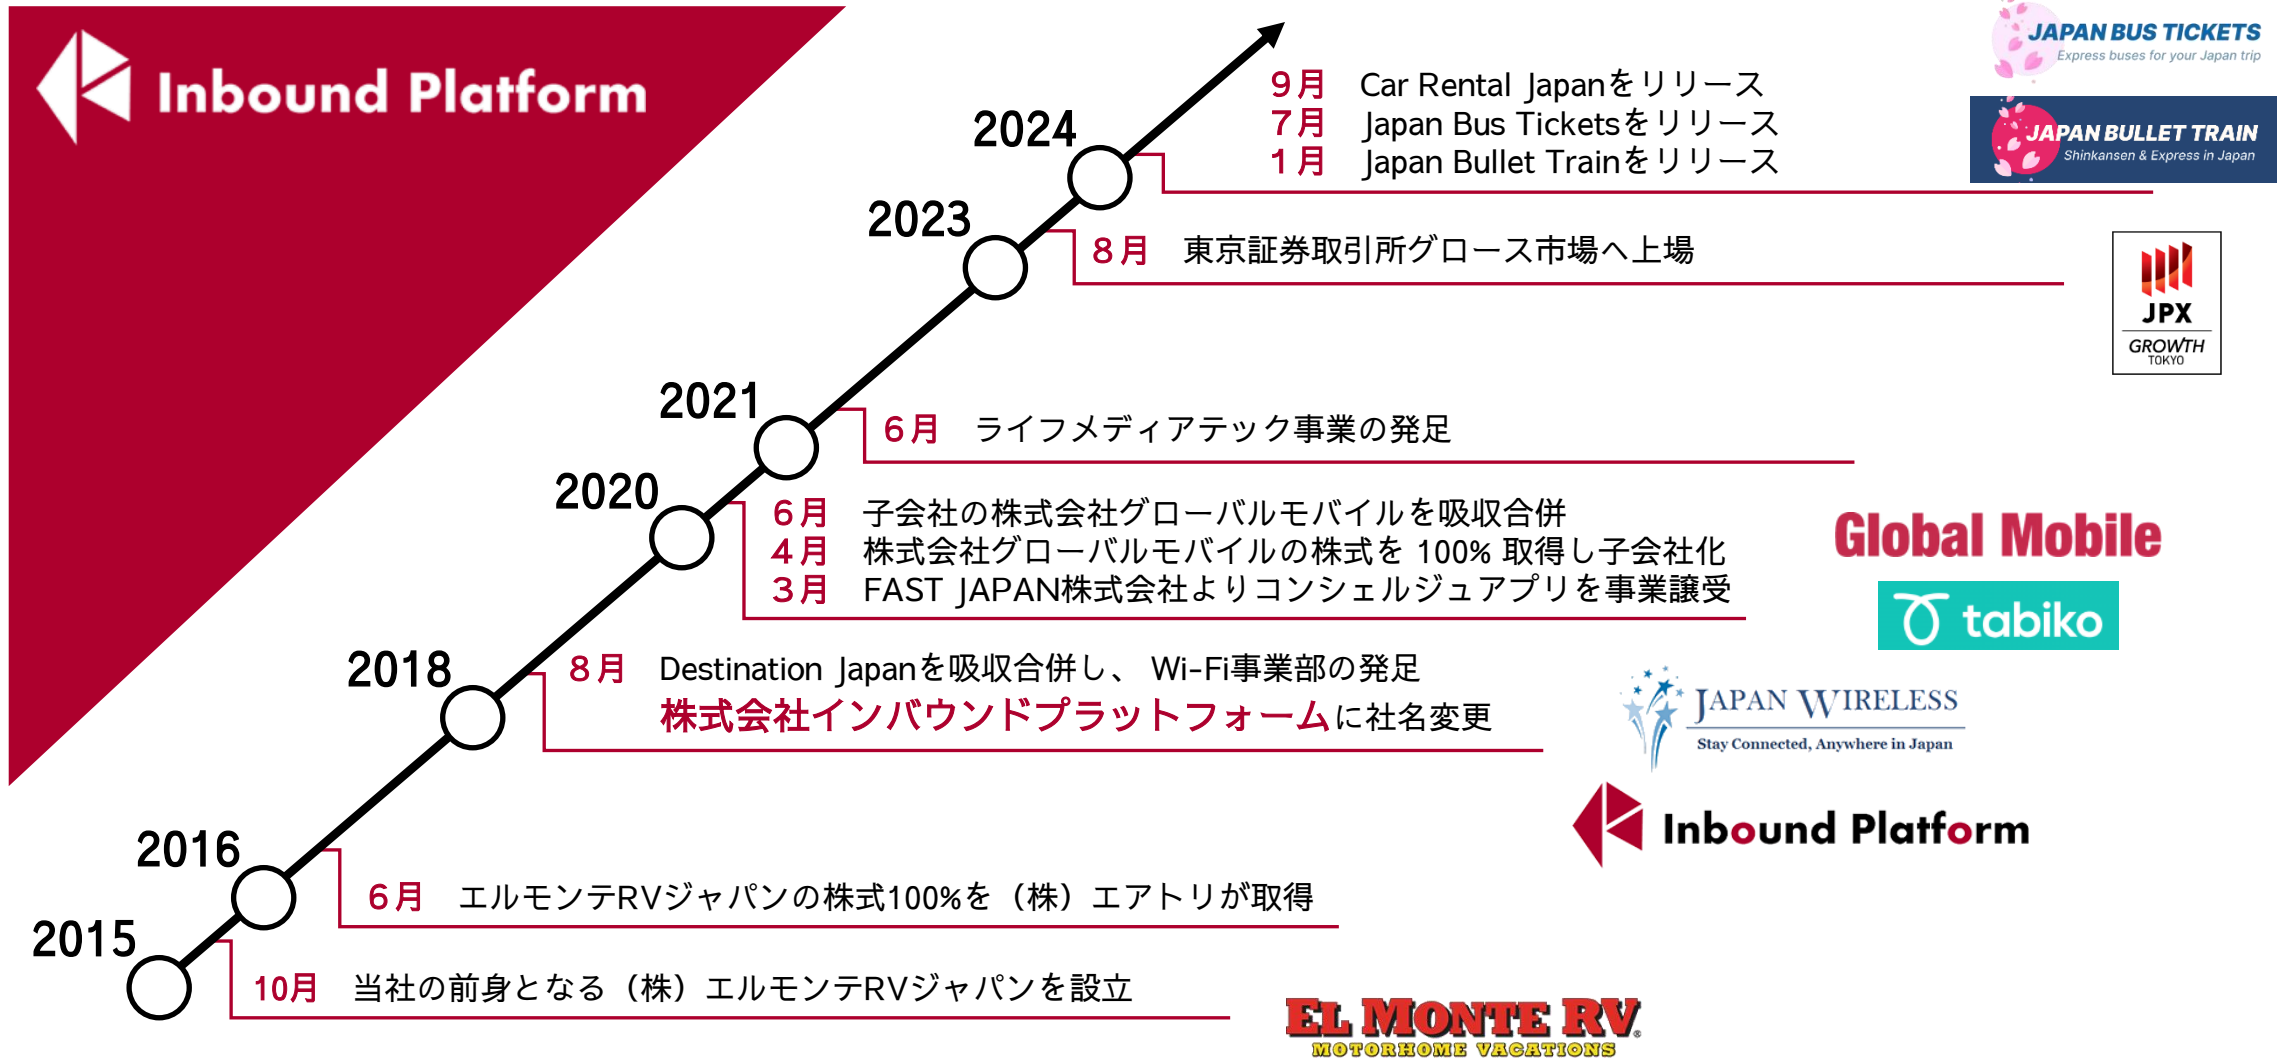 Inbound Platform
JAPAN BUS TICKETS
Express buses for your Japan trip
JAPAN BULLET TRAIN
Shinkansen & Express in Japan
2024
9月 Car Rental Japanをリリース
7月 Japan Bus Ticketsをリリース
1月 Japan Bullet Trainをリリース
2023
8月 東京証券取引所グロース市場へ上場
JPX
GROWTH
TOKYO
2021
6月 ライフメディアテック事業の発足
2020
6月 子会社の株式会社グローバルモバイルを吸収合併
4月 株式会社グローバルモバイルの株式を 100% 取得し子会社化
3月 FAST JAPAN株式会社よりコンシェルジュアプリを事業譲受
Global Mobile
tabiko
2018
8月 Destination Japanを吸収合併し、 Wi-Fi事業部の発足
株式会社インバウンドプラットフォームに社名変更
JAPAN WIRELESS
Stay Connected, Anywhere in Japan
Inbound Platform
2016
6月 エルモンテRVジャパンの株式100%を（株）エアトリが取得
2015
10月 当社の前身となる（株）エルモンテRVジャパンを設立
EL MONTE RV®
MOTORHOME VACATIONS